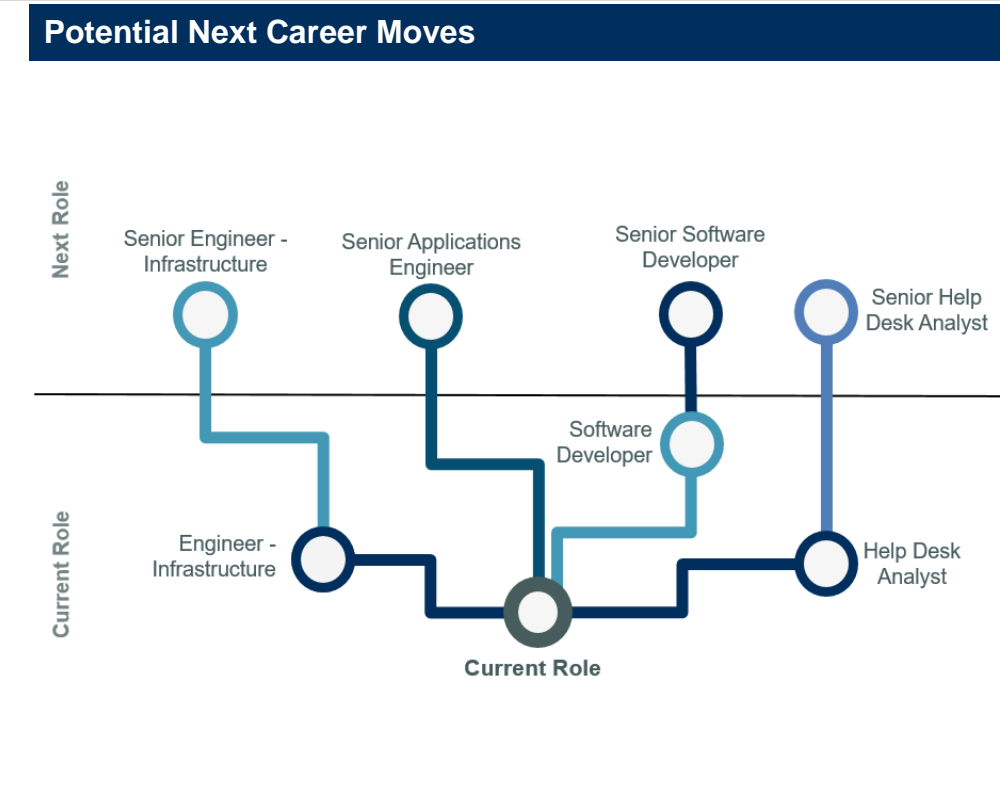 Potential Next Career Moves
Next Role
Senior Engineer -
Infrastructure
Senior Applications
Engineer
Senior Software
Developer
Senior Help
Desk Analyst
Current Role
Software
Developer
Engineer -
Infrastructure
Help Desk
Analyst
Current Role